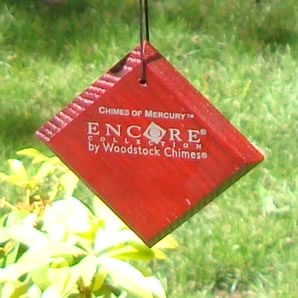 CHIMES OF MERCURY™
ENCORE®
COLLECTION
by Woodstock Chimes®